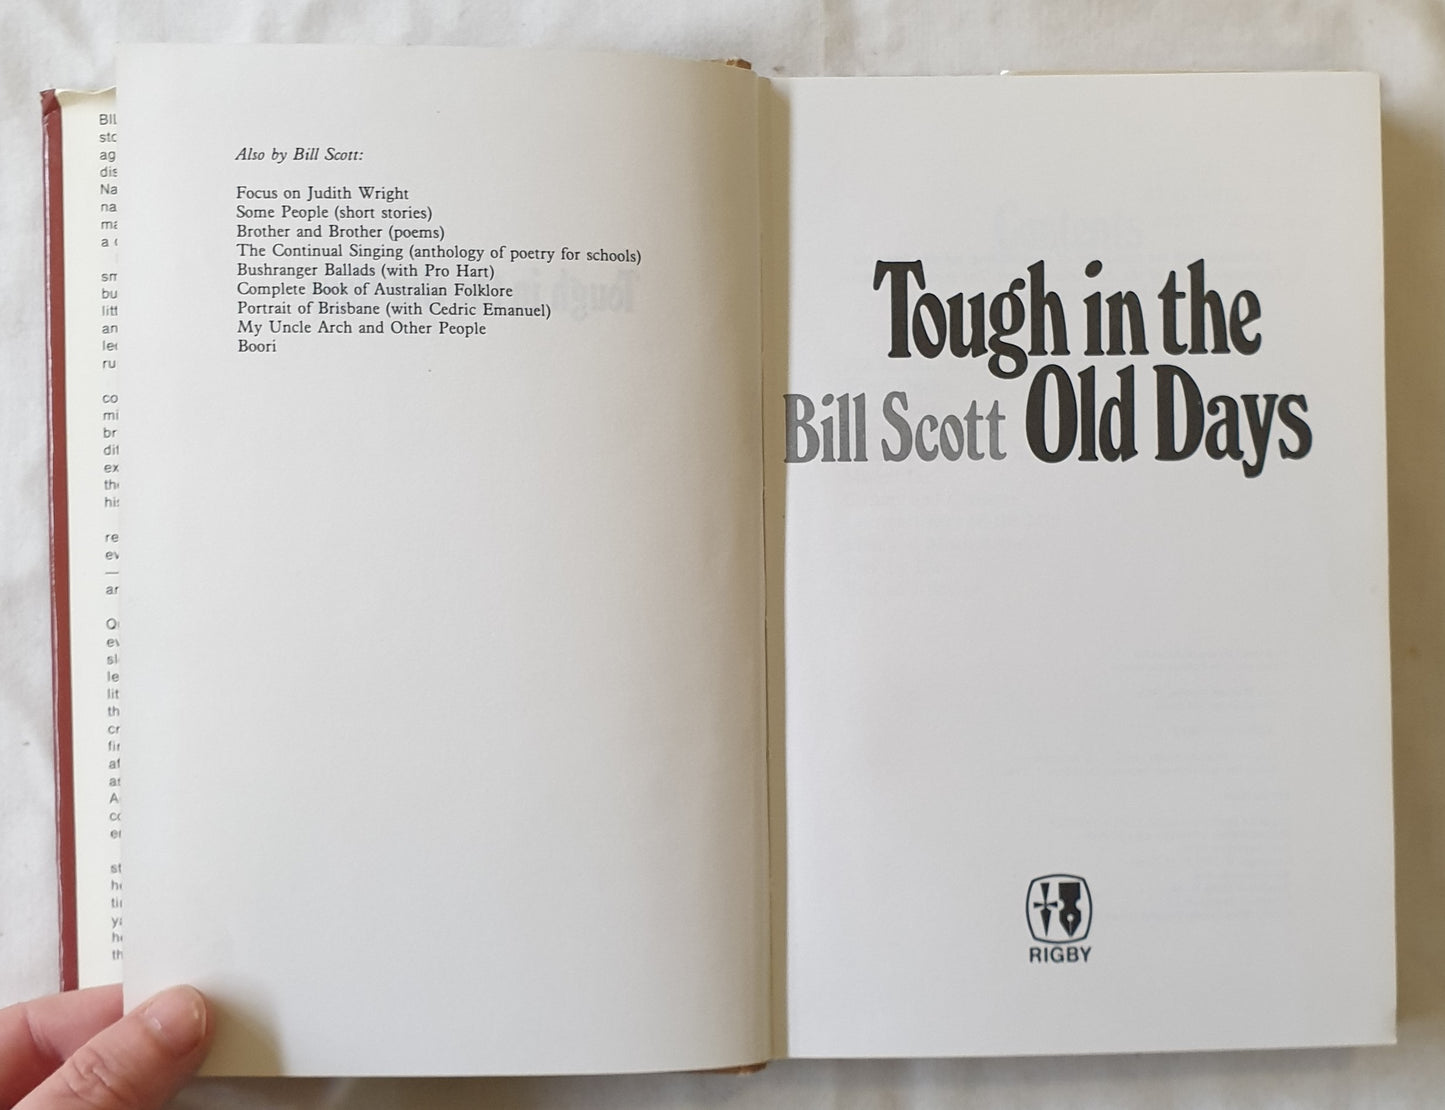 Also by Bill Scott:
Focus on Judith Wright
Some People (short stories)
Brother and Brother (poems)
The Continual Singing (anthology of poetry for schools)
Bushranger Ballads (with Pro Hart)
Complete Book of Australian Folklore
Portrait of Brisbane (with Cedric Emanuel)
My Uncle Arch and Other People
Boori
Tough in the
Bill Scott Old Days
RIGBY